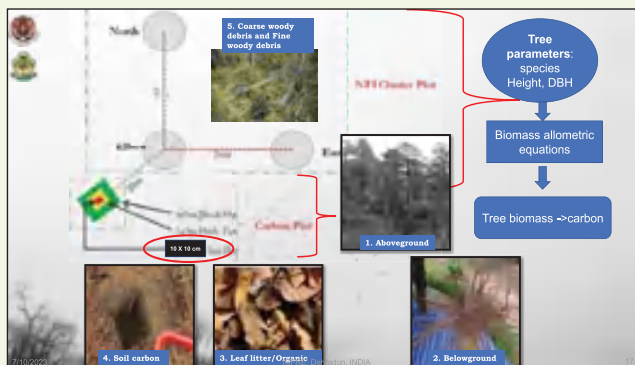 North
5. Coarse woody
debris and Fine
woody debris
NFI Cluster Plot
Tree
parameters:
species
Height, DBH
Biomass allometric
equations
Tree biomass ->carbon
Carbon Plot
10 X 10 cm
1. Aboveground
4. Soil carbon
3. Leaf litter/Organic
2. Belowground
7/10/2023
Dehradun, INDIA